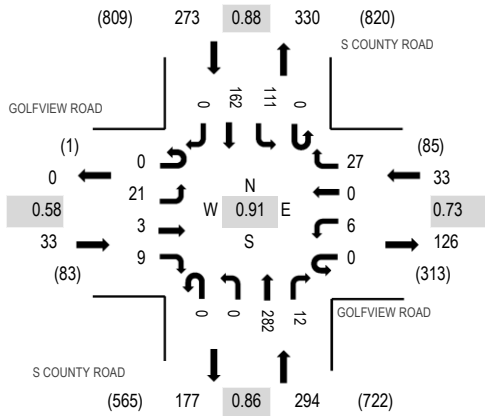 (809) 273 0.88 330 (820)
S COUNTY ROAD
GOLFVIEW ROAD
0 162 111 0
(1) 0 27 (85)
0 21 0 33
N
0.58 W 0.91 E 0.73
S
33 3 6 126
(83) 9 0 (313)
0 0 282 12
GOLFVIEW ROAD
S COUNTY ROAD
(565) 177 0.86 294 (722)